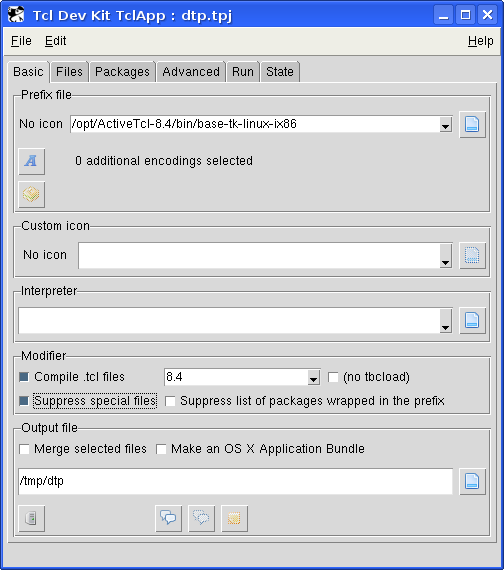 Tcl Dev Kit TclApp : dtp.tpj
File Edit Help
Basic Files Packages Advanced Run State
Prefix file
No icon /opt/ActiveTcl-8.4/bin/base-tk-linux-ix86
A 0 additional encodings selected
Custom icon
No icon
Interpreter
Modifier
Compile .tcl files 8.4 (no tbcload)
Suppress special files Suppress list of packages wrapped in the prefix
Output file
Merge selected files Make an OS X Application Bundle
/tmp/dtp